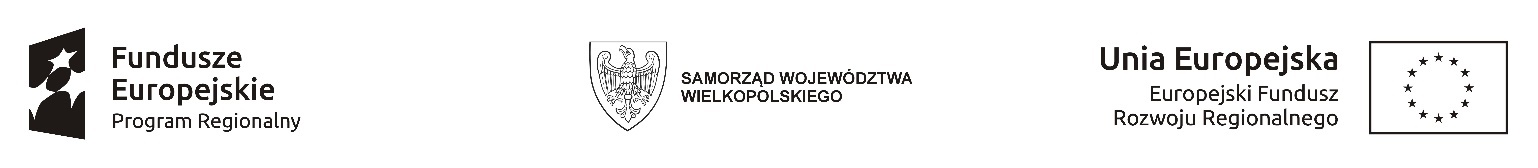 Fundusze
Europejskie
Program Regionalny
SAMORZĄD WOJEWÓDZTWA
WIELKOPOLSKIEGO
Unia Europejska
Europejski Fundusz
Rozwoju Regionalnego